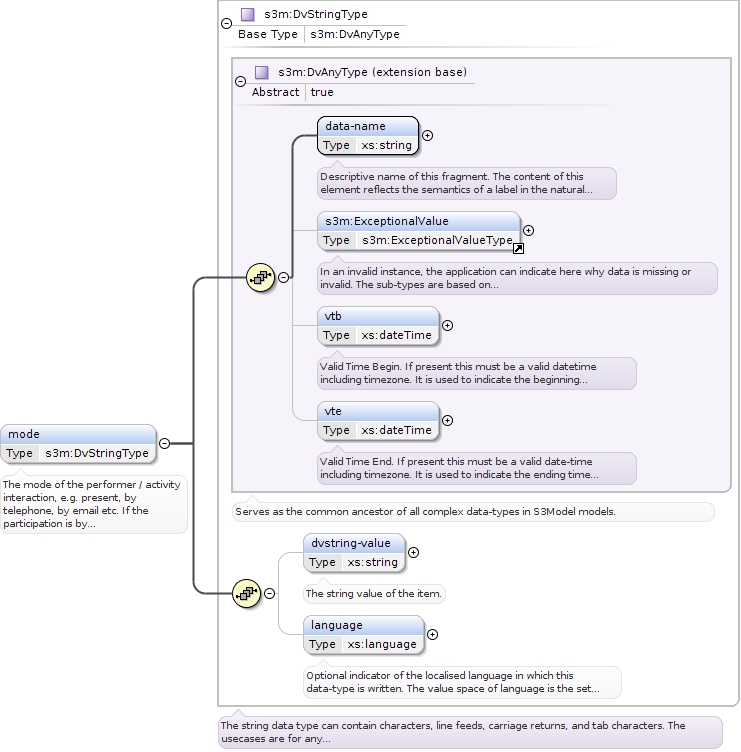 s3m:DvStringType
Base Type s3m:DvAnyType
s3m:DvAnyType (extension base)
Abstract true
data-name
Type xs:string
Descriptive name of this fragment. The content of this
element reflects the semantics of a label in the natural...
s3m:ExceptionalValue
Type s3m:ExceptionalValueType
In an invalid instance, the application can indicate here why data is missing or
invalid. The sub-types are based on...
vtb
Type xs:dateTime
Valid Time Begin. If present this must be a valid datetime
including timezone. It is used to indicate the beginning...
vte
Type xs:dateTime
Valid Time End. If present this must be a valid date-time
including timezone. It is used to indicate the ending time...
mode
Type s3m:DvStringType
The mode of the performer / activity
interaction, e.g. present, by
telephone, by email etc. If the
participation is by...
Serves as the common ancestor of all complex data-types in S3Model models.
dvstring-value
Type xs:string
The string value of the item.
language
Type xs:language
Optional indicator of the localised language in which this
data-type is written. The value space of language is the set...
The string data type can contain characters, line feeds, carriage returns, and tab characters. The
usecases are for any...